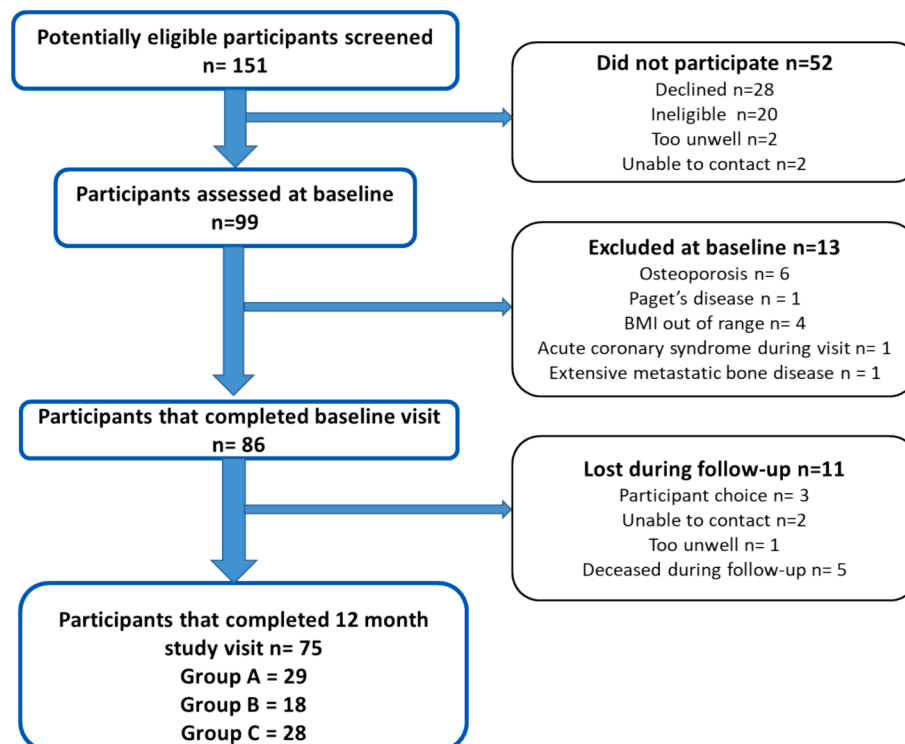 Potentially eligible participants screened
n= 151
Did not participate n=52
Declined n=28
Ineligible n=20
Too unwell n=2
Unable to contact n=2
Participants assessed at baseline
n=99
Excluded at baseline n=13
Osteoporosis n= 6
Paget’s disease n = 1
BMI out of range n= 4
Acute coronary syndrome during visit n= 1
Extensive metastatic bone disease n = 1
Participants that completed baseline visit
n= 86
Lost during follow-up n=11
Participant choice n= 3
Unable to contact n=2
Too unwell n= 1
Deceased during follow-up n= 5
Participants that completed 12 month
study visit n= 75
Group A = 29
Group B = 18
Group C = 28